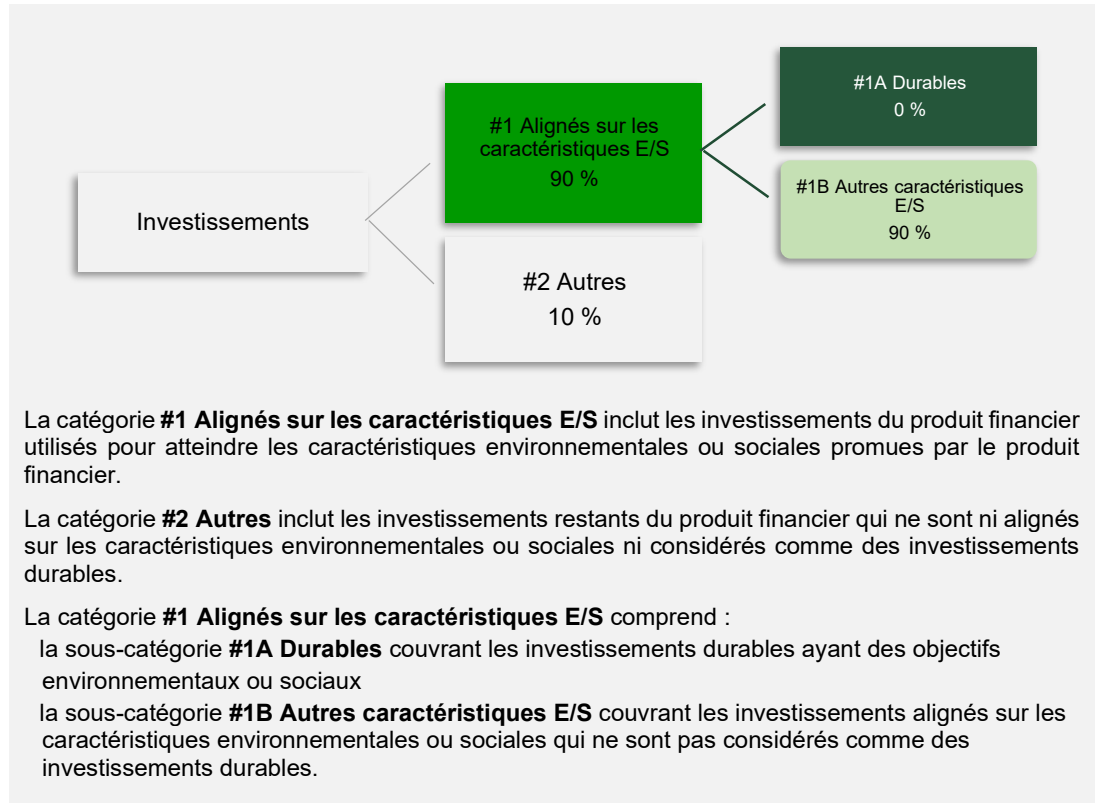 #1A Durables
0 %
#1 Alignés sur les
caractéristiques E/S
90 %
#1B Autres caractéristiques
E/S
90 %
Investissements
#2 Autres
10 %
La catégorie #1 Alignés sur les caractéristiques E/S inclut les investissements du produit financier
utilisés pour atteindre les caractéristiques environnementales ou sociales promues par le produit
financier.
La catégorie #2 Autres inclut les investissements restants du produit financier qui ne sont ni alignés
sur les caractéristiques environnementales ou sociales ni considérés comme des investissements
durables.
La catégorie #1 Alignés sur les caractéristiques E/S comprend :
la sous-catégorie #1A Durables couvrant les investissements durables ayant des objectifs
environnementaux ou sociaux
la sous-catégorie #1B Autres caractéristiques E/S couvrant les investissements alignés sur les
caractéristiques environnementales ou sociales qui ne sont pas considérés comme des
investissements durables.